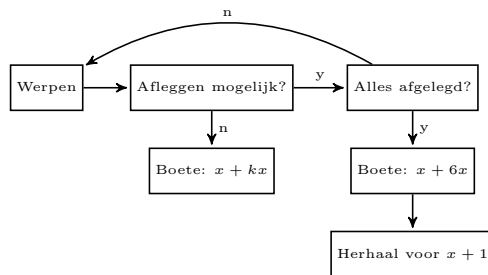 n
Werpen
Afleggen mogelijk?
y
Alles afgelegd?
n
y
Boete: x + kx
Boete: x + 6x
Herhaal voor x + 1